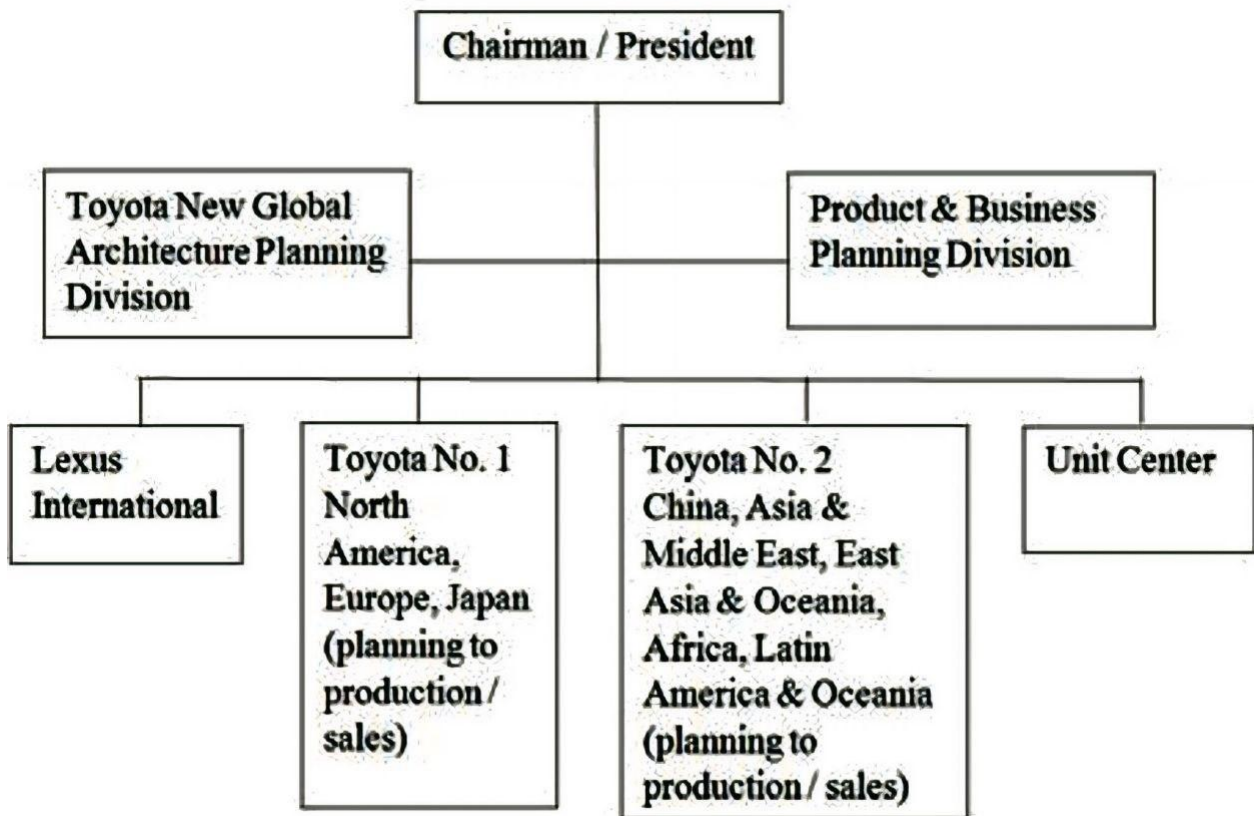 Chairman / President
Toyota New Global
Architecture Planning
Division
Product & Business
Planning Division
Lexus
International
Toyota No. 1
North
America,
Europe, Japan
(planning to
production /
sales)
Toyota No. 2
China, Asia &
Middle East, East
Asia & Oceania,
Africa, Latin
America & Oceania
(planning to
production / sales)
Unit Center